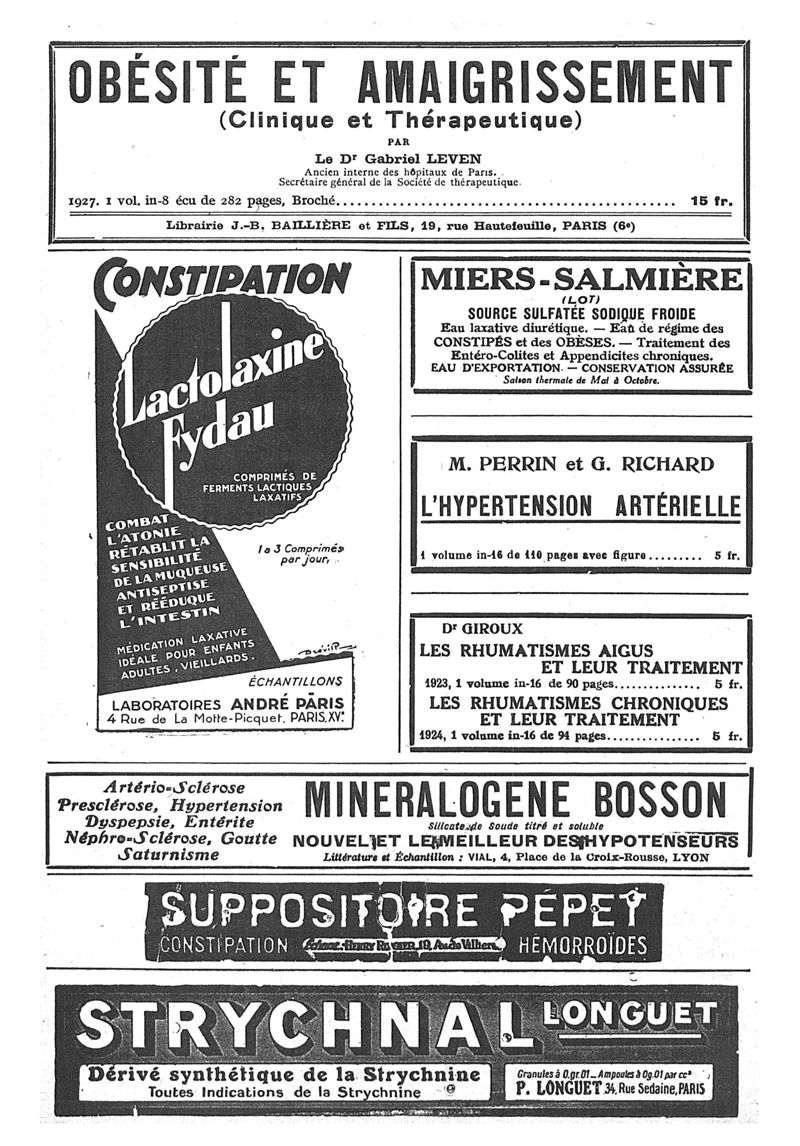 OBÉSITÉ ET AMAIGRISSEMENT
(Clinique et Thérapeutique)
PAR
Le Dr Gabriel LEVEN
Ancien interne des hôpitaux de Paris.
Secrétaire général de la Société de thérapeutique.
1927. 1 vol. in-8 écu de 282 pages, Broché.................................................. 15 fr.
Librairie J.-B. BAILLIÈRE et FILS, 19, rue Hautefeuille, PARIS (6e)
CONSTIPATION
Lactolaxine
Fydau
COMPRIMÉS DE
FERMENTS LACTIQUES
LAXATIFS
COMBAT
L'ATONIE
RÉTABLIT LA
SENSIBILITÉ
DE LA MUQUEUSE
ANTISEPTISE
ET RÉÉDUQUE
L'INTESTIN
1 a 3 Comprimés
par jour,
MÉDICATION LAXATIVE
IDÉALE POUR ENFANTS
ADULTES, VIEILLARDS.
ÉCHANTILLONS
LABORATOIRES ANDRÉ PÂRIS
4 Rue de La Motte-Picquet. PARIS.XVe.
MIERS-SALMIÈRE
(LOT)
SOURCE SULFATÉE SODIQUE FROIDE
Eau laxative diurétique. — Eau de régime des
CONSTIPÉS et des OBÈSES. — Traitement des
Entéro-Colites et Appendicites chroniques.
EAU D'EXPORTATION - CONSERVATION ASSURÉE
Saison thermale de Mai à Octobre.
M. PERRIN et G. RICHARD
L'HYPERTENSION ARTÉRIELLE
1 volume in-16 de 110 pages avec figure......... 5 fr.
Dr GIROUX
LES RHUMATISMES AIGUS
ET LEUR TRAITEMENT
1923, 1 volume in-16 de 90 pages.............. 5 fr.
LES RHUMATISMES CHRONIQUES
ET LEUR TRAITEMENT
1924, 1 volume in-16 de 94 pages............... 5 fr.
Artério-Sclérose
Presclérose, Hypertension
Dyspepsie, Entérite
Néphro-Sclérose, Goutte
Saturnisme
MINERALOGENE BOSSON
Silicate de Soude titré et soluble
NOUVEL ET LE MEILLEUR DES HYPOTENSEURS
Littérature et Échantillon : VIAL, 4, Place de la Croix-Rousse, LYON
SUPPOSITOIRE PÉPET
CONSTIPATION
HÉMORROÏDES
STRYCHNAL LONGUET
Dérivé synthétique de la Strychnine
Toutes Indications de la Strychnine
Granules à 0.gr.01_Ampoules à 0g.01 par cc³
P. LONGUET 34, Rue Sedaine, PARIS